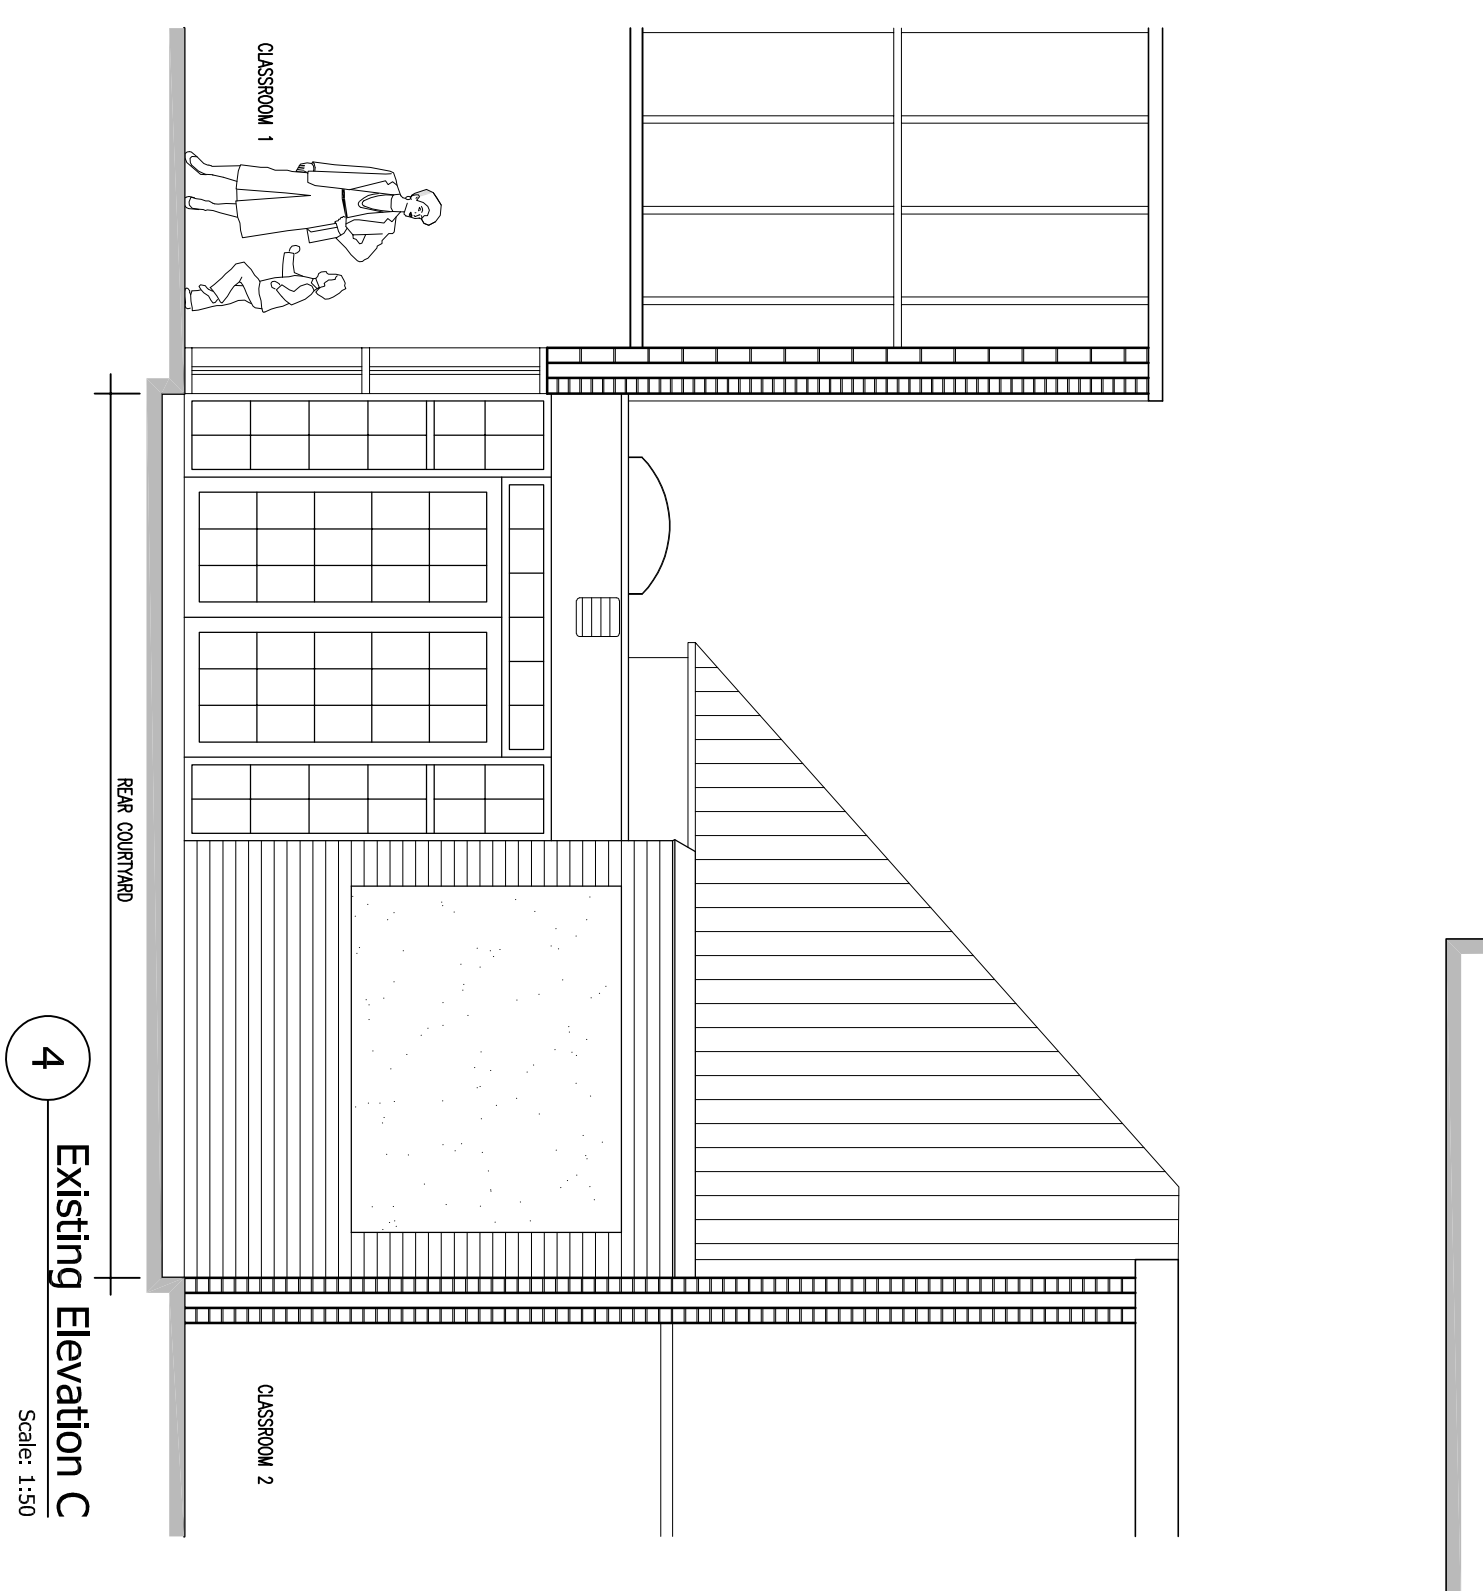 CLASSROOM 1
CLASSROOM 2
REAR COURTYARD
4
Existing Elevation C
Scale: 1:50